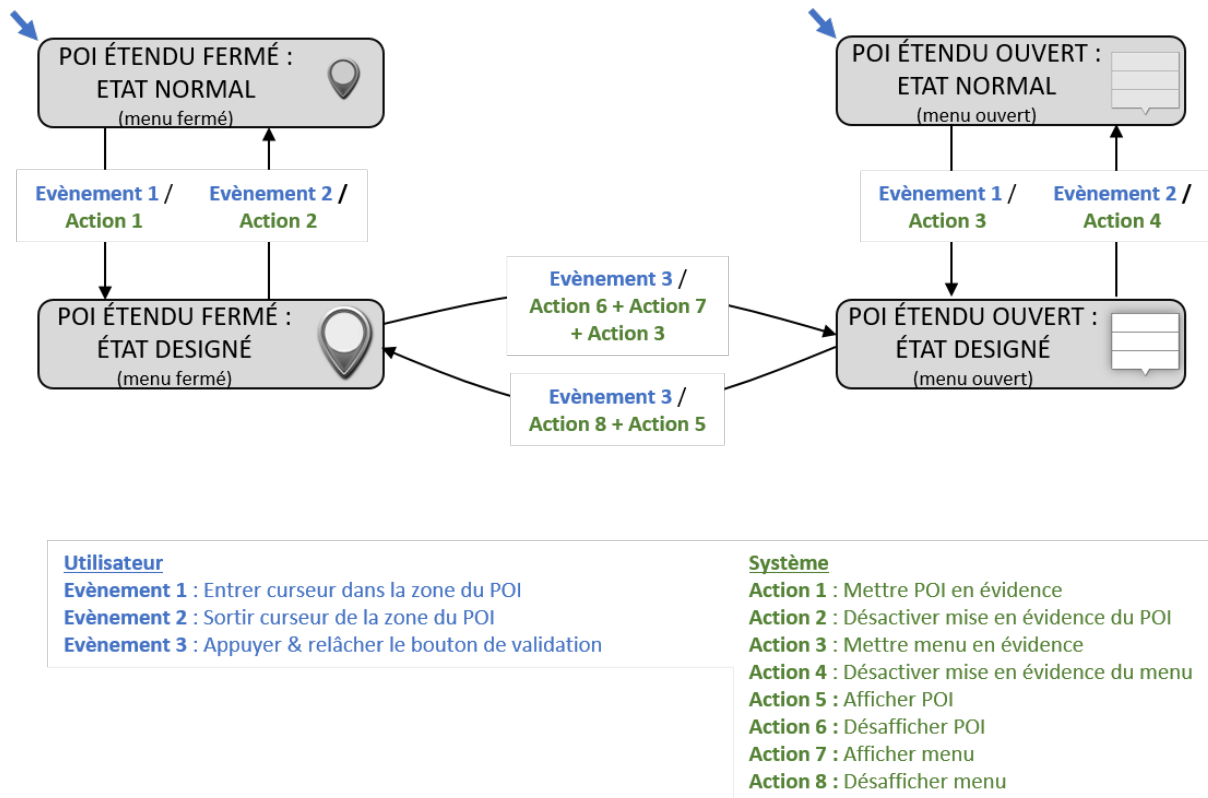 POI ÉTENDU FERMÉ :
ETAT NORMAL
(menu fermé)
POI ÉTENDU OUVERT :
ETAT NORMAL
(menu ouvert)
Evènement 1 /
Action 1
Evènement 2 /
Action 2
Evènement 1 /
Action 3
Evènement 2 /
Action 4
Evènement 3 /
Action 6 + Action 7
+ Action 3
POI ÉTENDU FERMÉ :
ÉTAT DESIGNÉ
(menu fermé)
POI ÉTENDU OUVERT :
ÉTAT DESIGNÉ
(menu ouvert)
Evènement 3 /
Action 8 + Action 5
Utilisateur
Evènement 1 : Entrer curseur dans la zone du POI
Evènement 2 : Sortir curseur de la zone du POI
Evènement 3 : Appuyer & relâcher le bouton de validation
Système
Action 1 : Mettre POI en évidence
Action 2 : Désactiver mise en évidence du POI
Action 3 : Mettre menu en évidence
Action 4 : Désactiver mise en évidence du menu
Action 5 : Afficher POI
Action 6 : Désafficher POI
Action 7 : Afficher menu
Action 8 : Désafficher menu